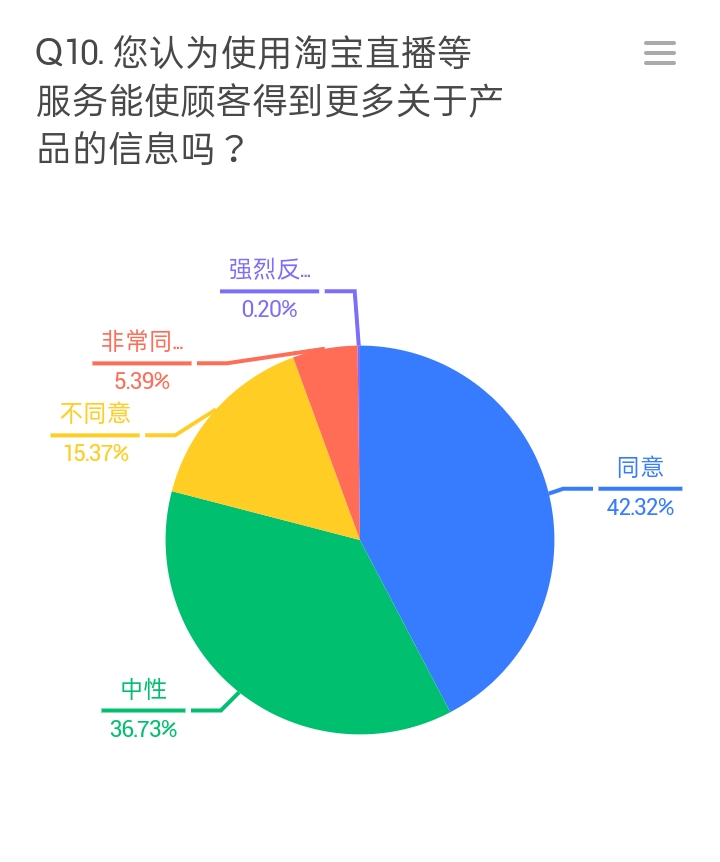 Q10. 您认为使用淘宝直播等
服务能使顾客得到更多关于产
品的信息吗？
强烈反...
0.20%
非常同...
5.39%
不同意
15.37%
同意
42.32%
中性
36.73%